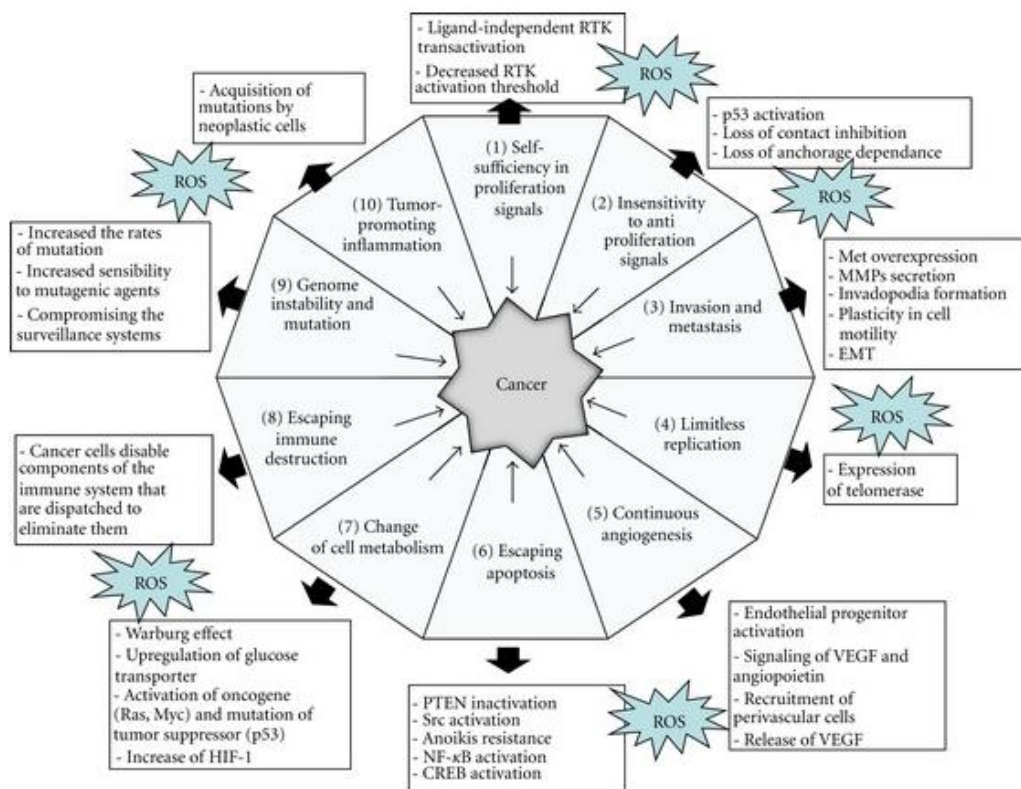 - Ligand-independent RTK
transactivation
- Decreased RTK
activation threshold
ROS
- p53 activation
- Loss of contact inhibition
- Loss of anchorage dependance
ROS
- Met overexpression
- MMPs secretion
- Invadopodia formation
- Plasticity in cell
motility
- EMT
ROS
- Expression
of telomerase
- Endothelial progenitor
activation
- Signaling of VEGF and
angiopoietin
- Recruitment of
perivascular cells
- Release of VEGF
ROS
- PTEN inactivation
- Src activation
- Anoikis resistance
- NF-κB activation
- CREB activation
- Warburg effect
- Upregulation of glucose
transporter
- Activation of oncogene
(Ras, Myc) and mutation of
tumor suppressor (p53)
- Increase of HIF-1
ROS
- Cancer cells disable
components of the
immune system that
are dispatched to
eliminate them
- Increased the rates
of mutation
- Increased sensibility
to mutagenic agents
- Compromising the
surveillance systems
ROS
- Acquisition of
mutations by
neoplastic cells
(1) Self-
sufficiency in
proliferation
signals
(2) Insensitivity
to anti
proliferation
signals
(3) Invasion and
metastasis
(4) Limitless
replication
(5) Continuous
angiogenesis
(6) Escaping
apoptosis
(7) Change
of cell metabolism
(8) Escaping
immune
destruction
(9) Genome
instability and
mutation
(10) Tumor-
promoting
inflammation
Cancer